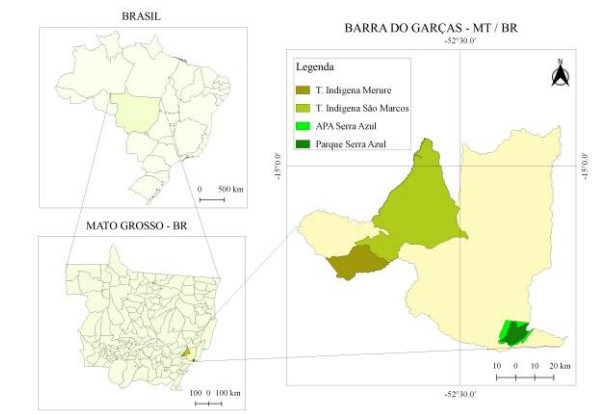 BRASIL
0 500 km
MATO GROSSO - BR
100 0 100 km
BARRA DO GARÇAS - MT / BR
-52°30.0'
Legenda
T. Indígena Merure
T. Indígena São Marcos
APA Serra Azul
Parque Serra Azul
N
-15°0.0'
-15°0.0'
10 0 10 20 km
-52°30.0'